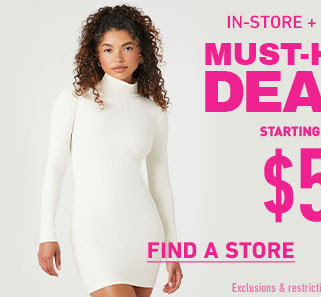 IN-STORE +
MUST-H
DEA
STARTING
$5
FIND A STORE
Exclusions & restricti